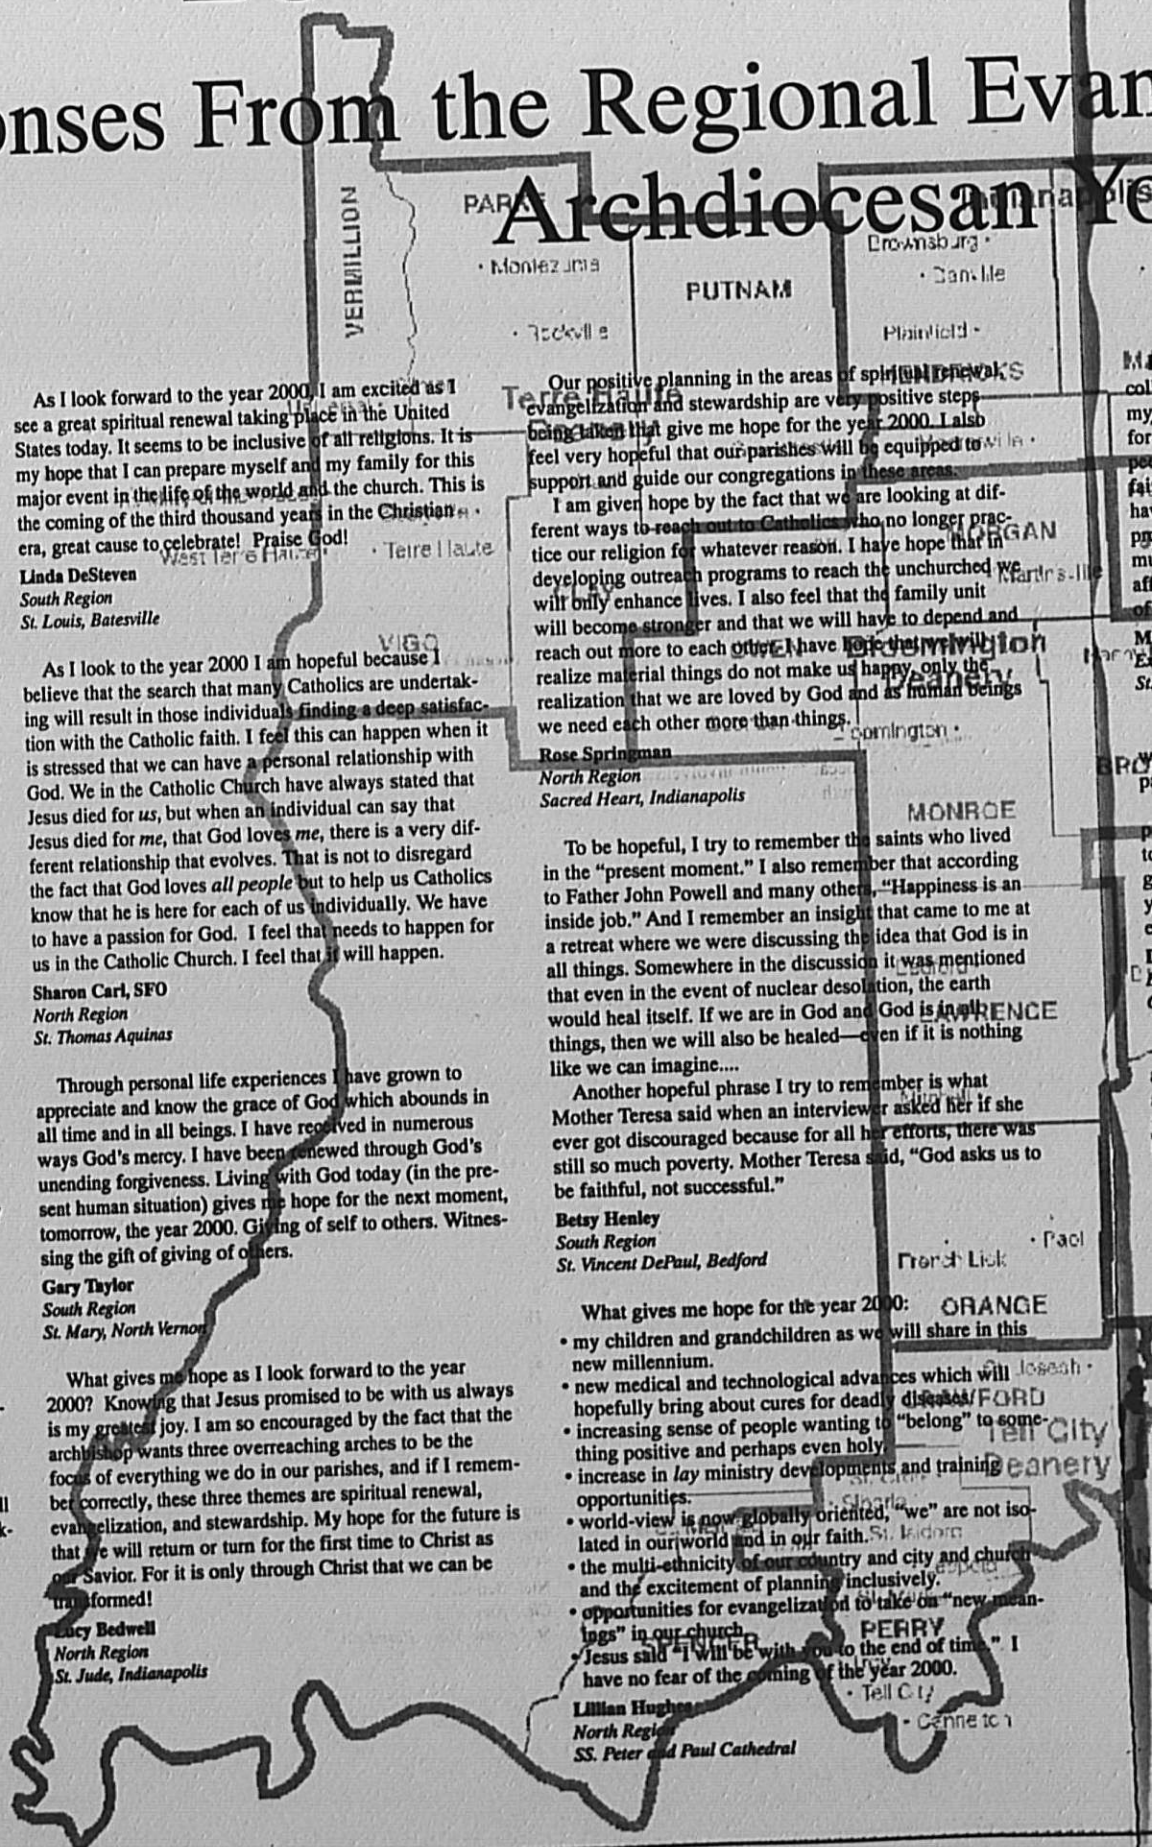 onses From the Regional Evan
Archdiocesan Yo
As I look forward to the year 2000, I am excited as I
see a great spiritual renewal taking place in the United
States today. It seems to be inclusive of all religions. It is
my hope that I can prepare myself and my family for this
major event in the life of the world and the church. This is
the coming of the third thousand years in the Christian
era, great cause to celebrate! Praise God!
Linda DeSteven
South Region
St. Louis, Batesville
As I look to the year 2000 I am hopeful because I
believe that the search that many Catholics are undertak-
ing will result in those individuals finding a deep satisfac-
tion with the Catholic faith. I feel this can happen when it
is stressed that we can have a personal relationship with
God. We in the Catholic Church have always stated that
Jesus died for us, but when an individual can say that
Jesus died for me, that God loves me, there is a very dif-
ferent relationship that evolves. That is not to disregard
the fact that God loves all people but to help us Catholics
know that he is here for each of us individually. We have
to have a passion for God. I feel that needs to happen for
us in the Catholic Church. I feel that it will happen.
Sharon Carl, SFO
North Region
St. Thomas Aquinas
Through personal life experiences I have grown to
appreciate and know the grace of God which abounds in
all time and in all beings. I have received in numerous
ways God's mercy. I have been renewed through God's
unending forgiveness. Living with God today (in the pre-
sent human situation) gives me hope for the next moment,
tomorrow, the year 2000. Giving of self to others. Witnes-
sing the gift of giving of others.
Gary Taylor
South Region
St. Mary, North Vernon
What gives me hope as I look forward to the year
2000? Knowing that Jesus promised to be with us always
is my greatest joy. I am so encouraged by the fact that the
archbishop wants three overreaching arches to be the
focus of everything we do in our parishes, and if I remem-
ber correctly, these three themes are spiritual renewal,
evangelization, and stewardship. My hope for the future is
that we will return or turn for the first time to Christ as
our Savior. For it is only through Christ that we can be
transformed!
Lucy Bedwell
North Region
St. Jude, Indianapolis
Our positive planning in the areas of spiritual renewal,
evangelization and stewardship are very positive steps
being taken that give me hope for the year 2000. I also
feel very hopeful that our parishes will be equipped to
support and guide our congregations in these areas.
I am given hope by the fact that we are looking at dif-
ferent ways to reach out to Catholics who no longer prac-
tice our religion for whatever reason. I have hope that in
developing outreach programs to reach the unchurched we
will only enhance lives. I also feel that the family unit
will become stronger and that we will have to depend and
reach out more to each other. I have hope that we will
realize material things do not make us happy, only the
realization that we are loved by God and as human beings
we need each other more than things.
Rose Springman
North Region
Sacred Heart, Indianapolis
To be hopeful, I try to remember the saints who lived
in the “present moment.” I also remember that according
to Father John Powell and many others, “Happiness is an
inside job.” And I remember an insight that came to me at
a retreat where we were discussing the idea that God is in
all things. Somewhere in the discussion it was mentioned
that even in the event of nuclear desolation, the earth
would heal itself. If we are in God and God is in all
things, then we will also be healed—even if it is nothing
like we can imagine....
Another hopeful phrase I try to remember is what
Mother Teresa said when an interviewer asked her if she
ever got discouraged because for all her efforts, there was
still so much poverty. Mother Teresa said, “God asks us to
be faithful, not successful.”
Betsy Henley
South Region
St. Vincent DePaul, Bedford
What gives me hope for the year 2000:
• my children and grandchildren as we will share in this
new millennium.
• new medical and technological advances which will
hopefully bring about cures for deadly diseases.
• increasing sense of people wanting to “belong” to some-
thing positive and perhaps even holy.
• increase in lay ministry developments and training
opportunities.
• world-view is now globally oriented, “we” are not iso-
lated in our world and in our faith.
• the multi-ethnicity of our country and city and church
and the excitement of planning inclusively.
• opportunities for evangelization to take on “new mean-
ings” in our church.
• Jesus said “I will be with you to the end of time.” I
have no fear of the coming of the year 2000.
Lillian Hughes
North Region
SS. Peter and Paul Cathedral
VERMILLION
PARKE
• Montezuma
• Rockville
PUTNAM
Indianapolis
Brownsburg •
• Danville
Plainfield •
HENDRICKS
Terre Haute
Deanery
West Terre Haute •
• Terre Haute
VIGO
CLAY
OWEN
MORGAN
Martinsville
Bloomington
Deanery
Bloomington •
MONROE
Bedford
LAWRENCE
Mitchell
• Paoli
French Lick
ORANGE
St. Joseph •
CRAWFORD
Tell City
Deanery
St. Isidore
SPENCER
PERRY
• Tell City
• Cannelton